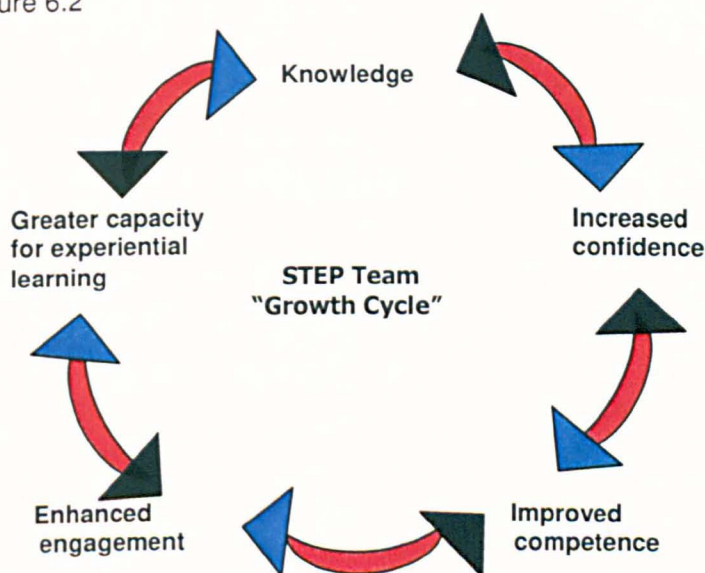 ure 6.2
Knowledge
Increased
confidence
Improved
competence
Enhanced
engagement
Greater capacity
for experiential
learning
STEP Team
"Growth Cycle"